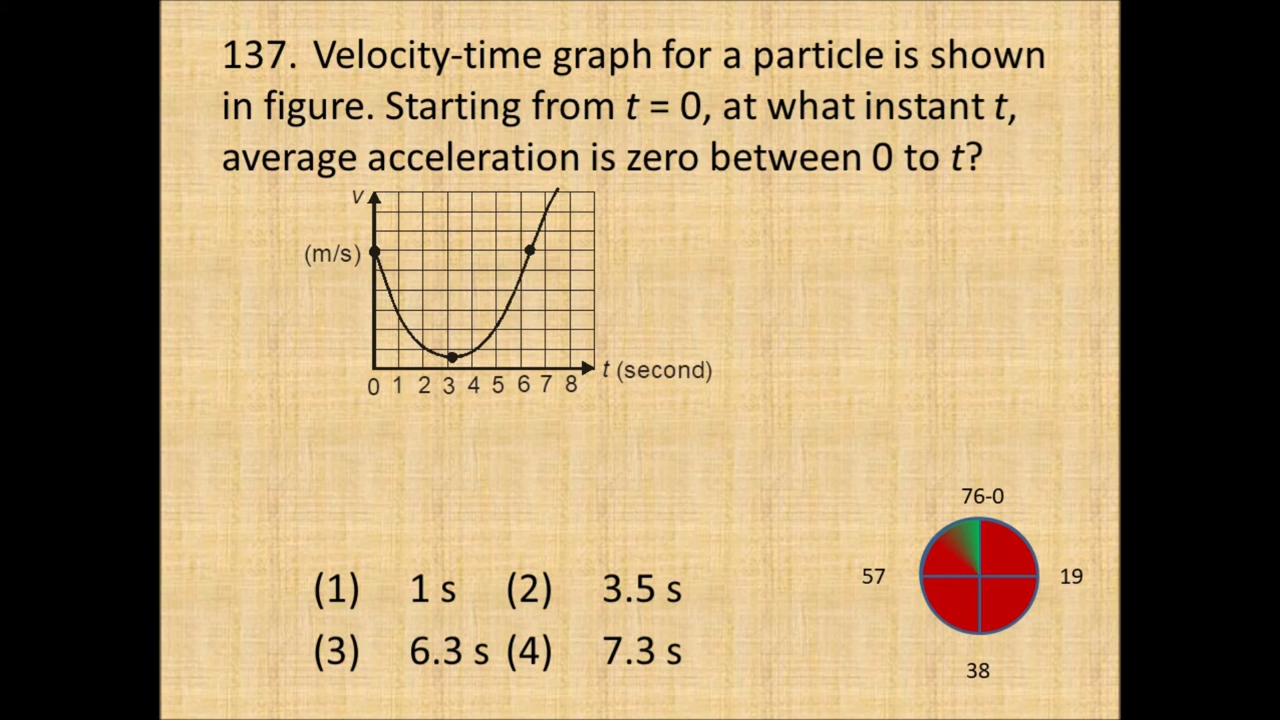 137. Velocity-time graph for a particle is shown
in figure. Starting from t = 0, at what instant t,
average acceleration is zero between 0 to t?
v
(m/s)
t (second)
0 1 2 3 4 5 6 7 8
76-0
57
19
38
(1) 1 s (2) 3.5 s
(3) 6.3 s (4) 7.3 s